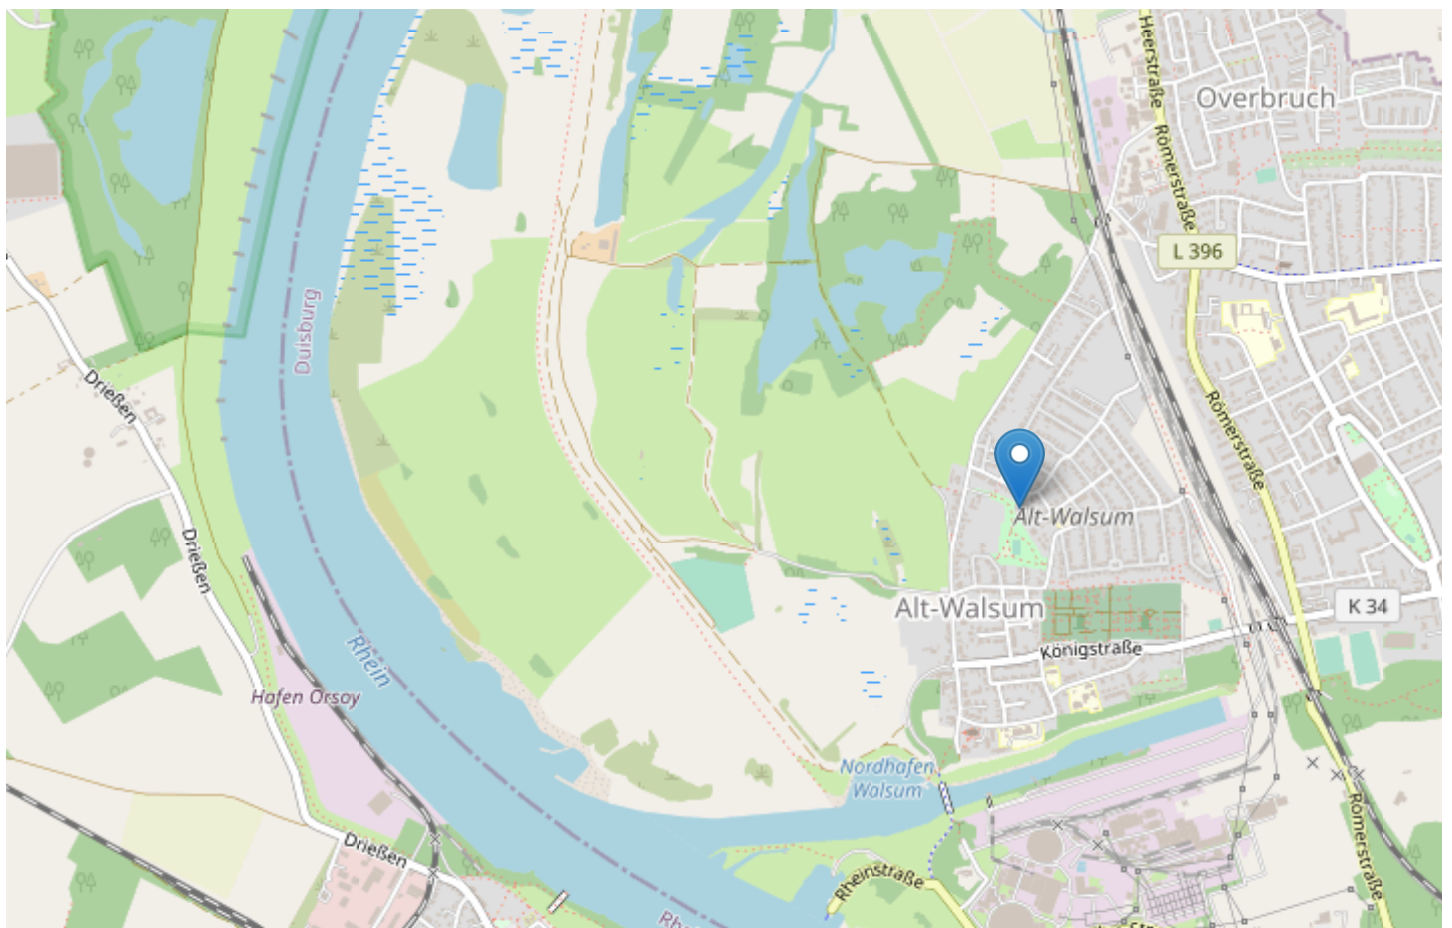 Heerstraße
Römerstraße
Overbruch
L 396
Duisburg
Drießen
Römerstraße
Alt-Walsum
Drießen
Alt-Walsum
K 34
Königstraße
Rhein
Hafen Orsoy
Nordhafen
Walsum
Drießen
Rheinstraße
Römerstraße